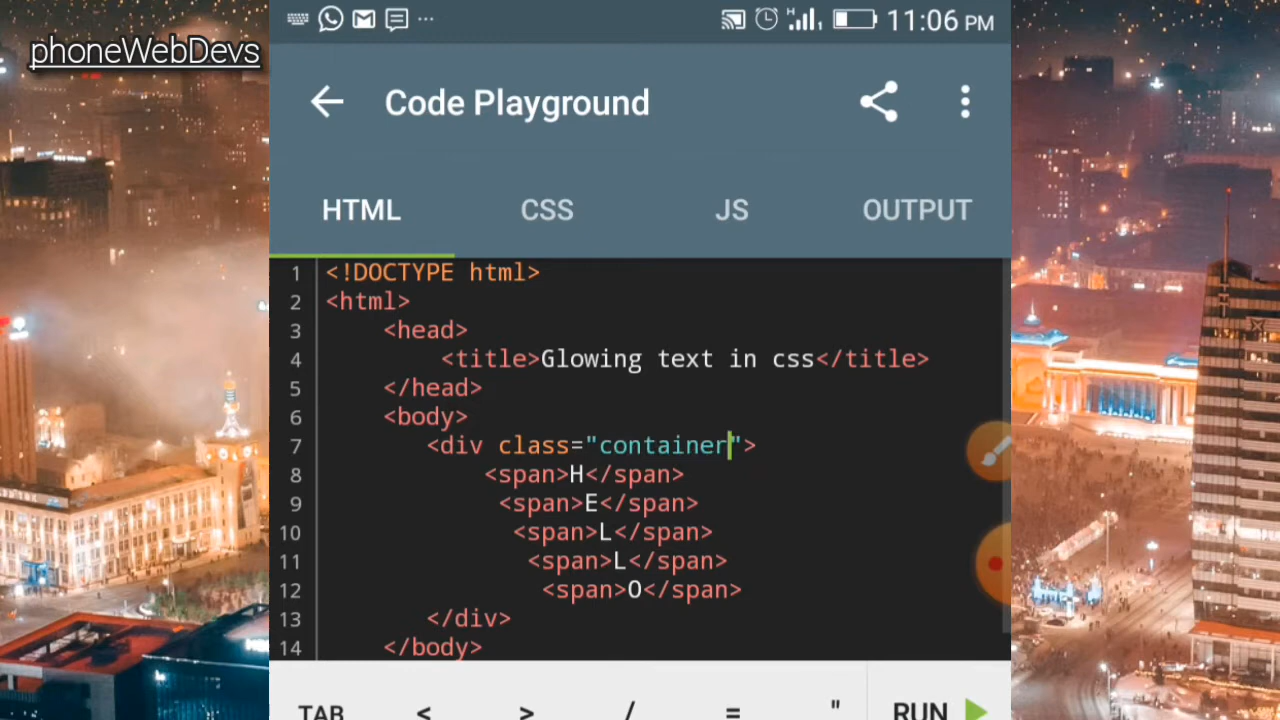 phoneWebDevs
11:06 PM
Code Playground
HTML CSS JS OUTPUT
1 <!DOCTYPE html>
2 <html>
3 <head>
4 <title>Glowing text in css</title>
5 </head>
6 <body>
7 <div class="container">
8 <span>H</span>
9 <span>E</span>
10 <span>L</span>
11 <span>L</span>
12 <span>O</span>
13 </div>
14 </body>
TAB < > / = " RUN